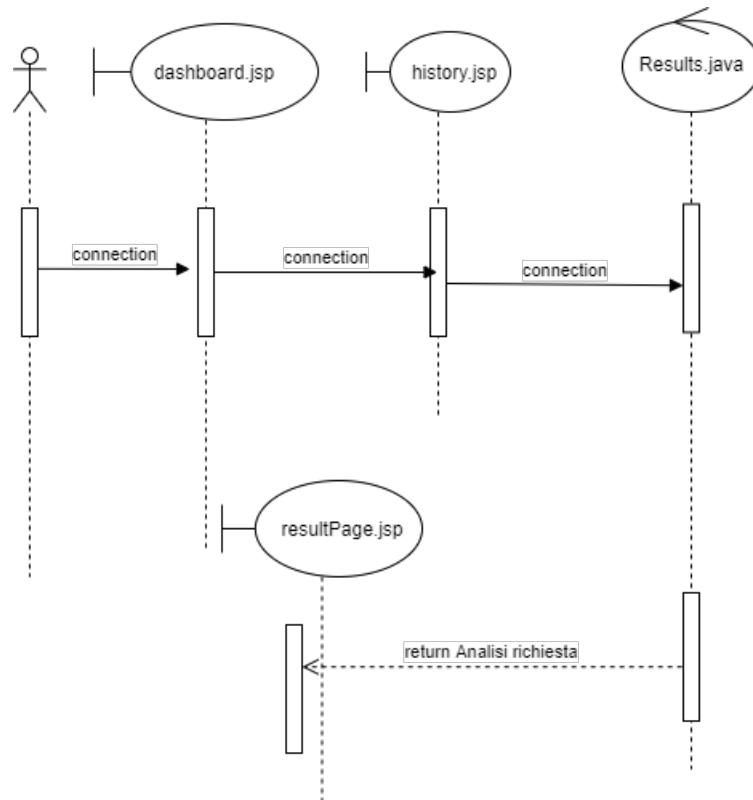 dashboard.jsp
history.jsp
Results.java
connection
connection
connection
resultPage.jsp
return Analisi richiesta